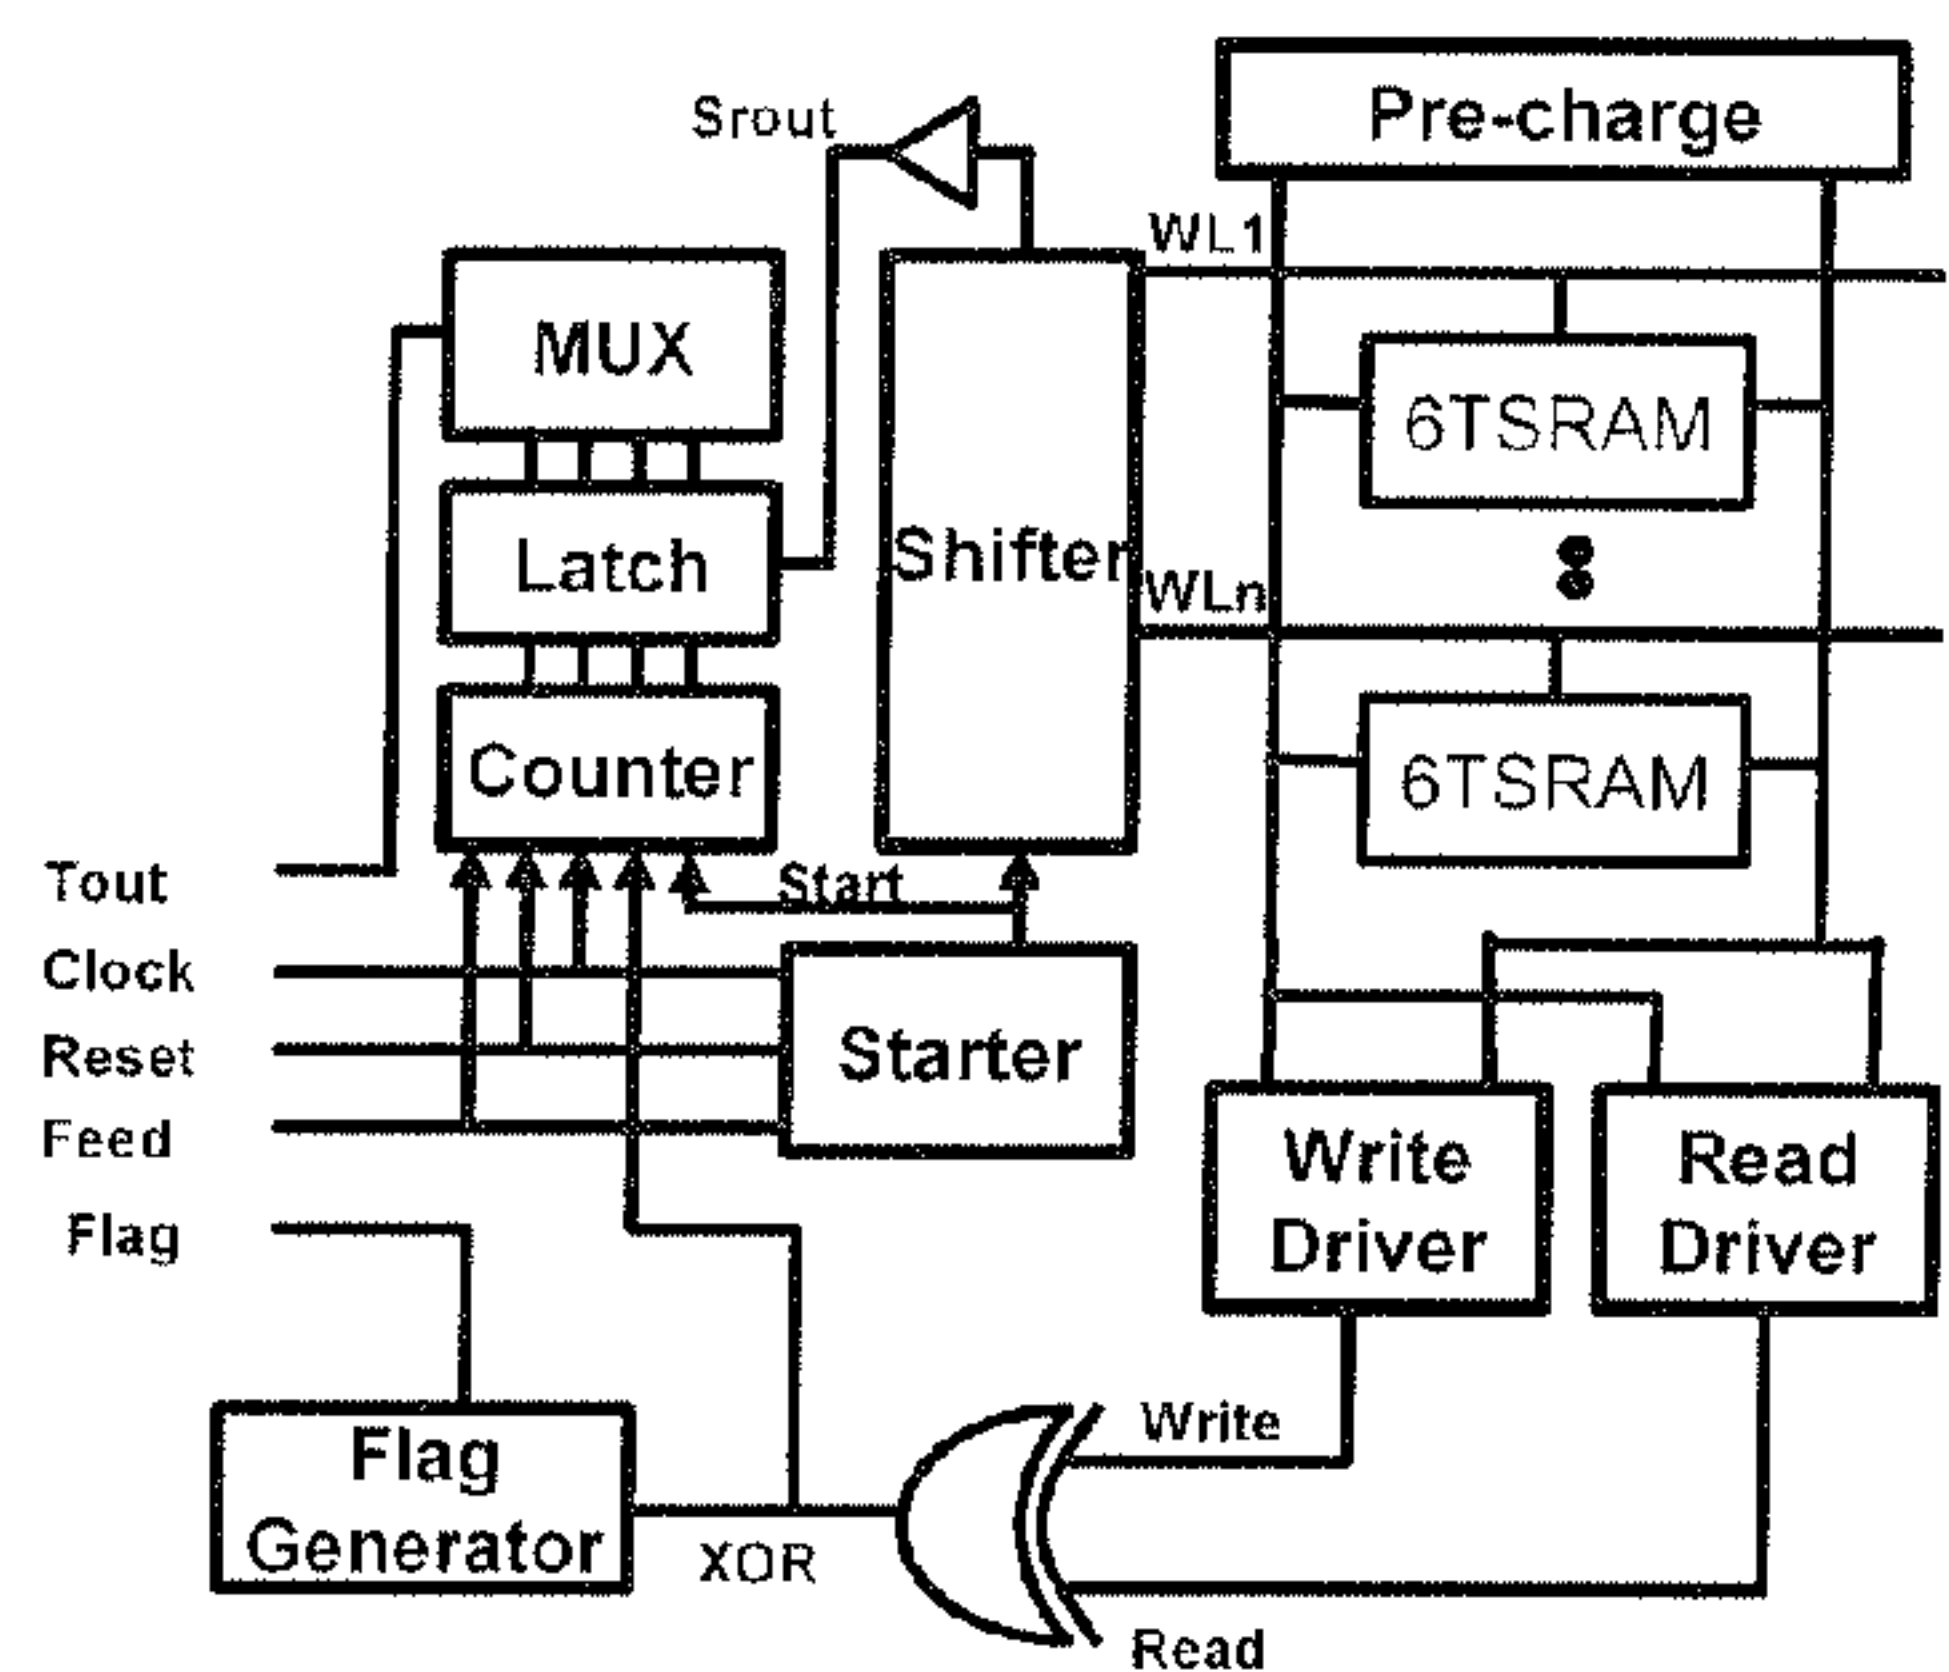 Pre-charge
Srout
WL1
MUX
6TSRAM
Latch
Shifter
WLn
Counter
6TSRAM
Tout
Start
Clock
Reset
Starter
Feed
Write
Driver
Read
Driver
Flag
Write
Flag
Generator
XOR
Read